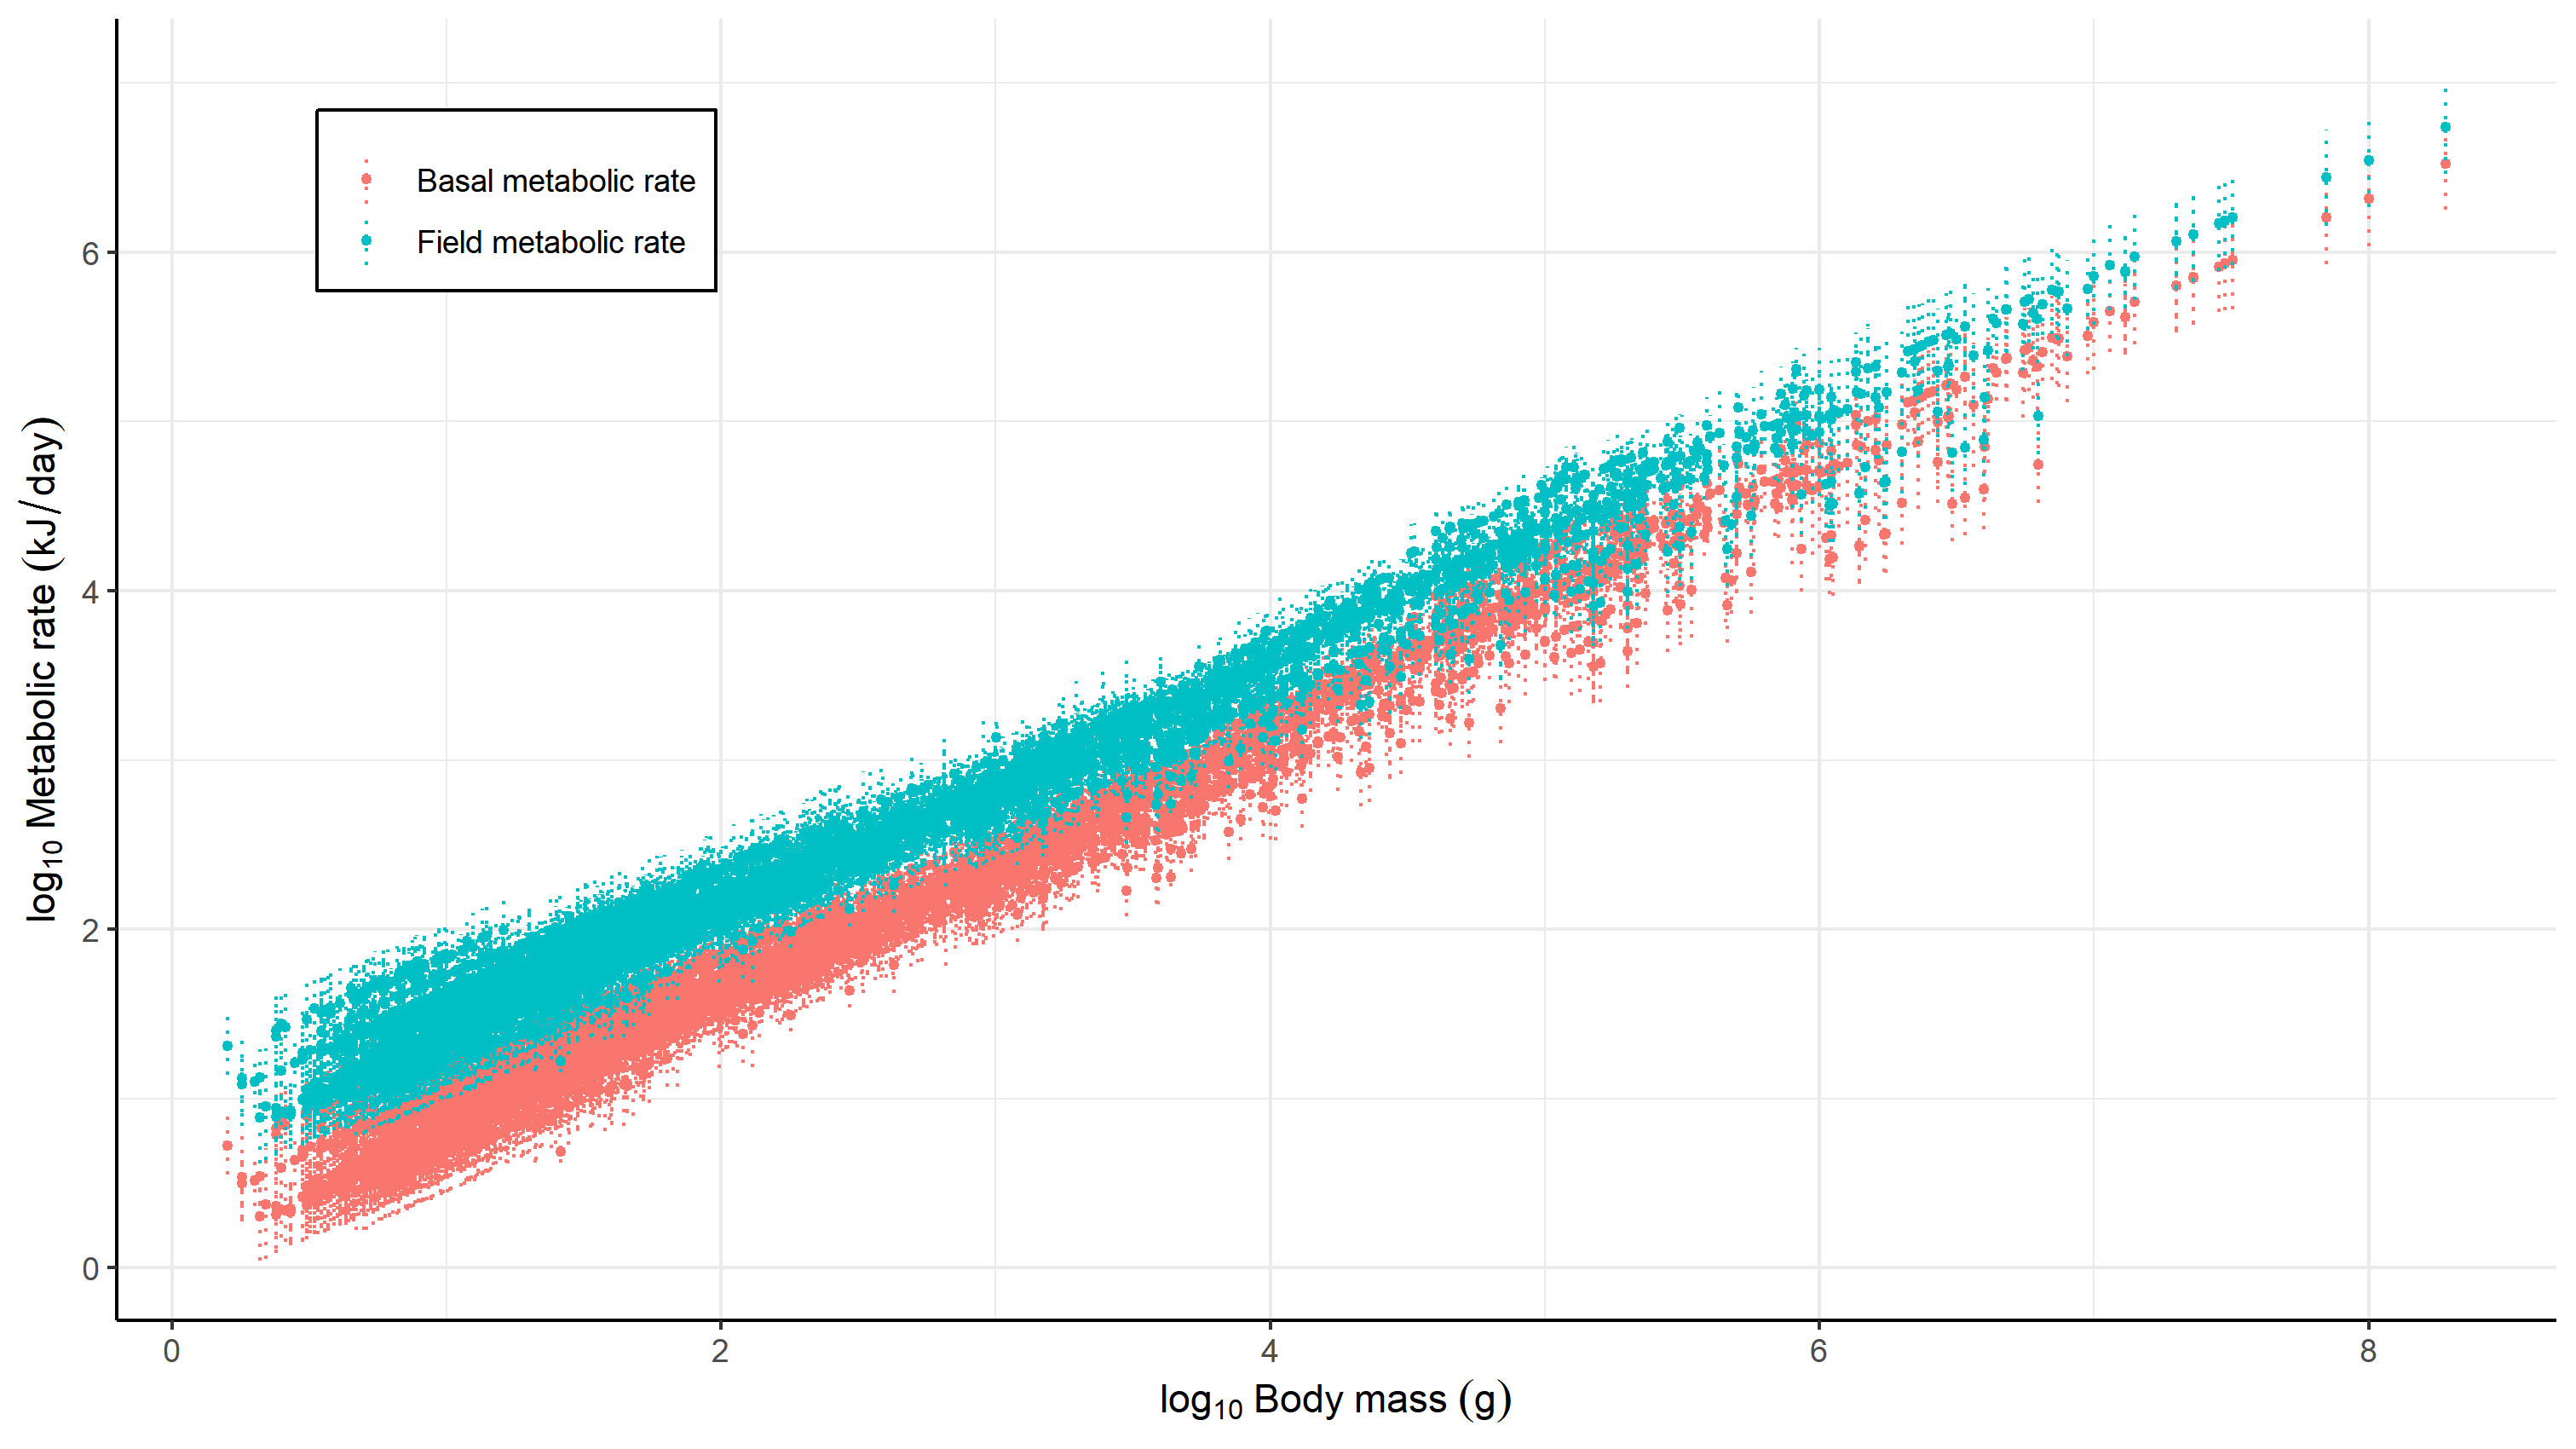 Basal metabolic rate
Field metabolic rate
6
4
2
0
log₁₀ Metabolic rate (kJ/day)
0 2 4 6 8
log₁₀ Body mass (g)